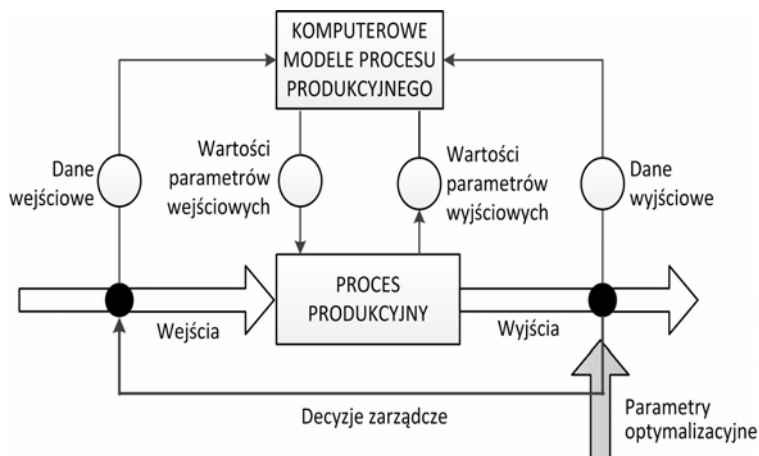 KOMPUTEROWE
MODELE PROCESU
PRODUKCYJNEGO
Dane
wejściowe
Wartości
parametrów
wejściowych
Wartości
parametrów
wyjściowych
Dane
wyjściowe
PROCES
PRODUKCYJNY
Wejścia
Wyjścia
Decyzje zarządcze
Parametry
optymalizacyjne